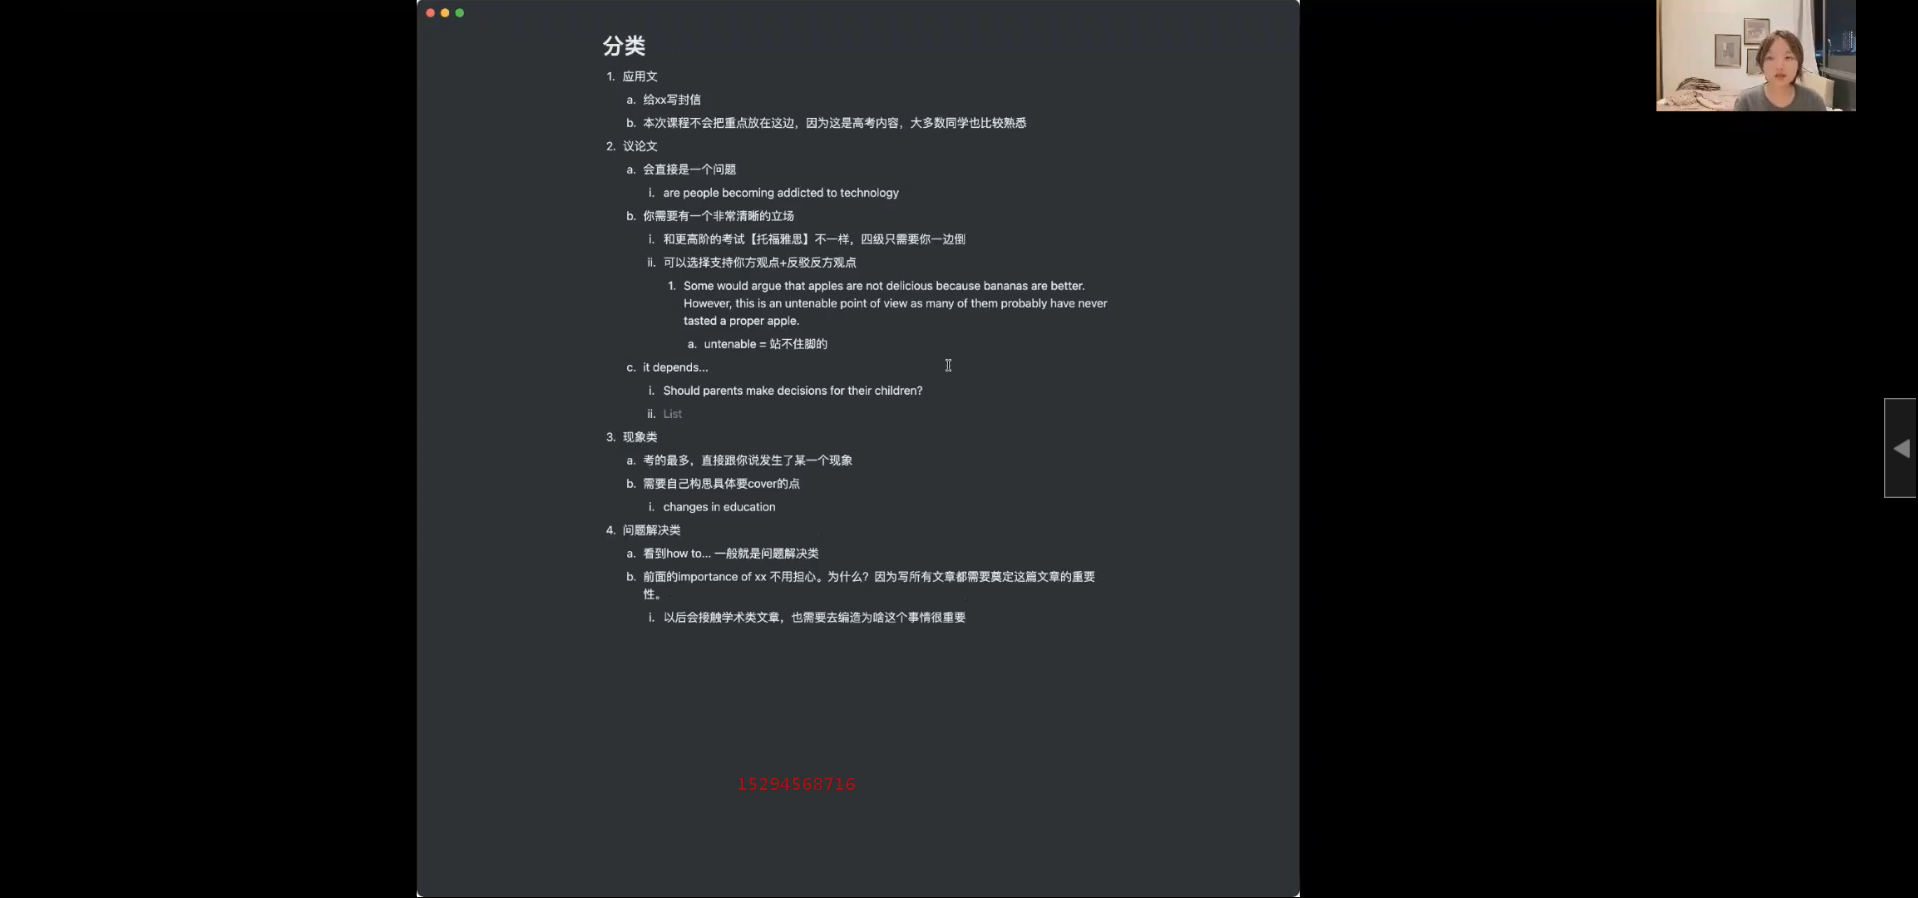 分类
1. 应用文
a. 给xx写封信
b. 本次课程不会把重点放在这边，因为这是高考内容，大多数同学也比较熟悉
2. 议论文
a. 会直接是一个问题
i. are people becoming addicted to technology
b. 你需要有一个非常清晰的立场
i. 和更高阶的考试【托福雅思】不一样，四级只需要你一边倒
ii. 可以选择支持你方观点+反驳反方观点
1. Some would argue that apples are not delicious because bananas are better.
However, this is an untenable point of view as many of them probably have never
tasted a proper apple.
a. untenable = 站不住脚的
c. it depends...
i. Should parents make decisions for their children?
ii. List
3. 现象类
a. 考的最多，直接跟你说发生了某一个现象
b. 需要自己构思具体要cover的点
i. changes in education
4. 问题解决类
a. 看到how to... 一般就是问题解决类
b. 前面的importance of xx 不用担心。为什么？因为写所有文章都需要奠定这篇文章的重要
性。
i. 以后会接触学术类文章，也需要去编造为啥这个事情很重要
15294568716